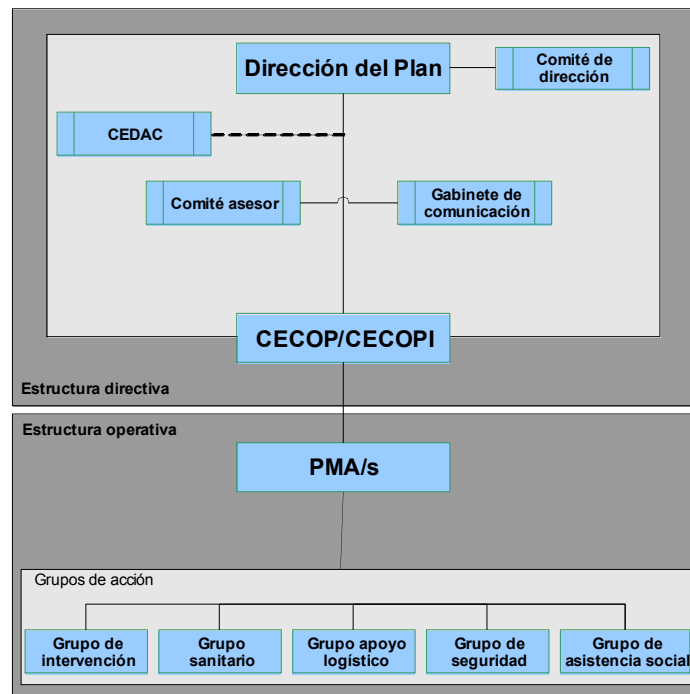 Dirección del Plan
Comité de
dirección
CEDAC
Comité asesor
Gabinete de
comunicación
CECOP/CECOPI
Estructura directiva
Estructura operativa
PMA/s
Grupos de acción
Grupo de
intervención
Grupo
sanitario
Grupo apoyo
logístico
Grupo de
seguridad
Grupo de
asistencia social